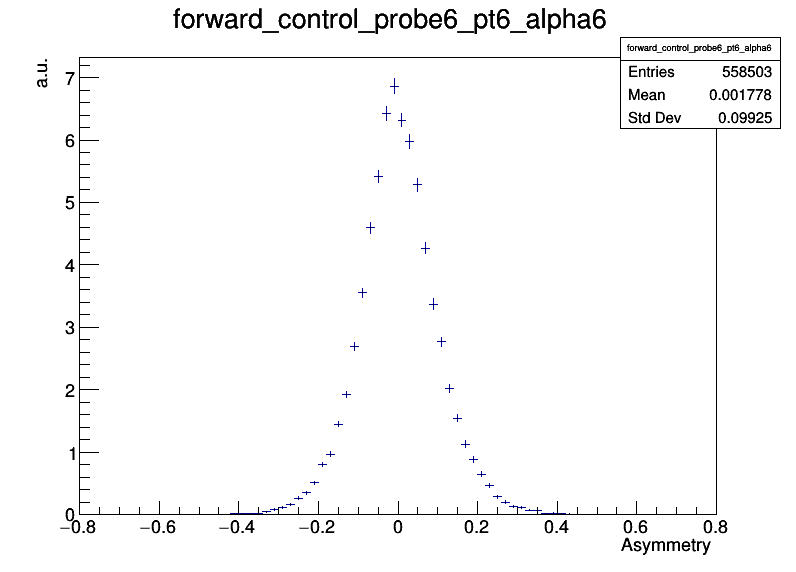 forward_control_probe6_pt6_alpha6
forward_control_probe6_pt6_alpha6
Entries 558503
Mean 0.001778
Std Dev 0.09925
a.u.
7
6
5
4
3
2
1
0
−0.8 −0.6 −0.4 −0.2 0 0.2 0.4 0.6 0.8
Asymmetry